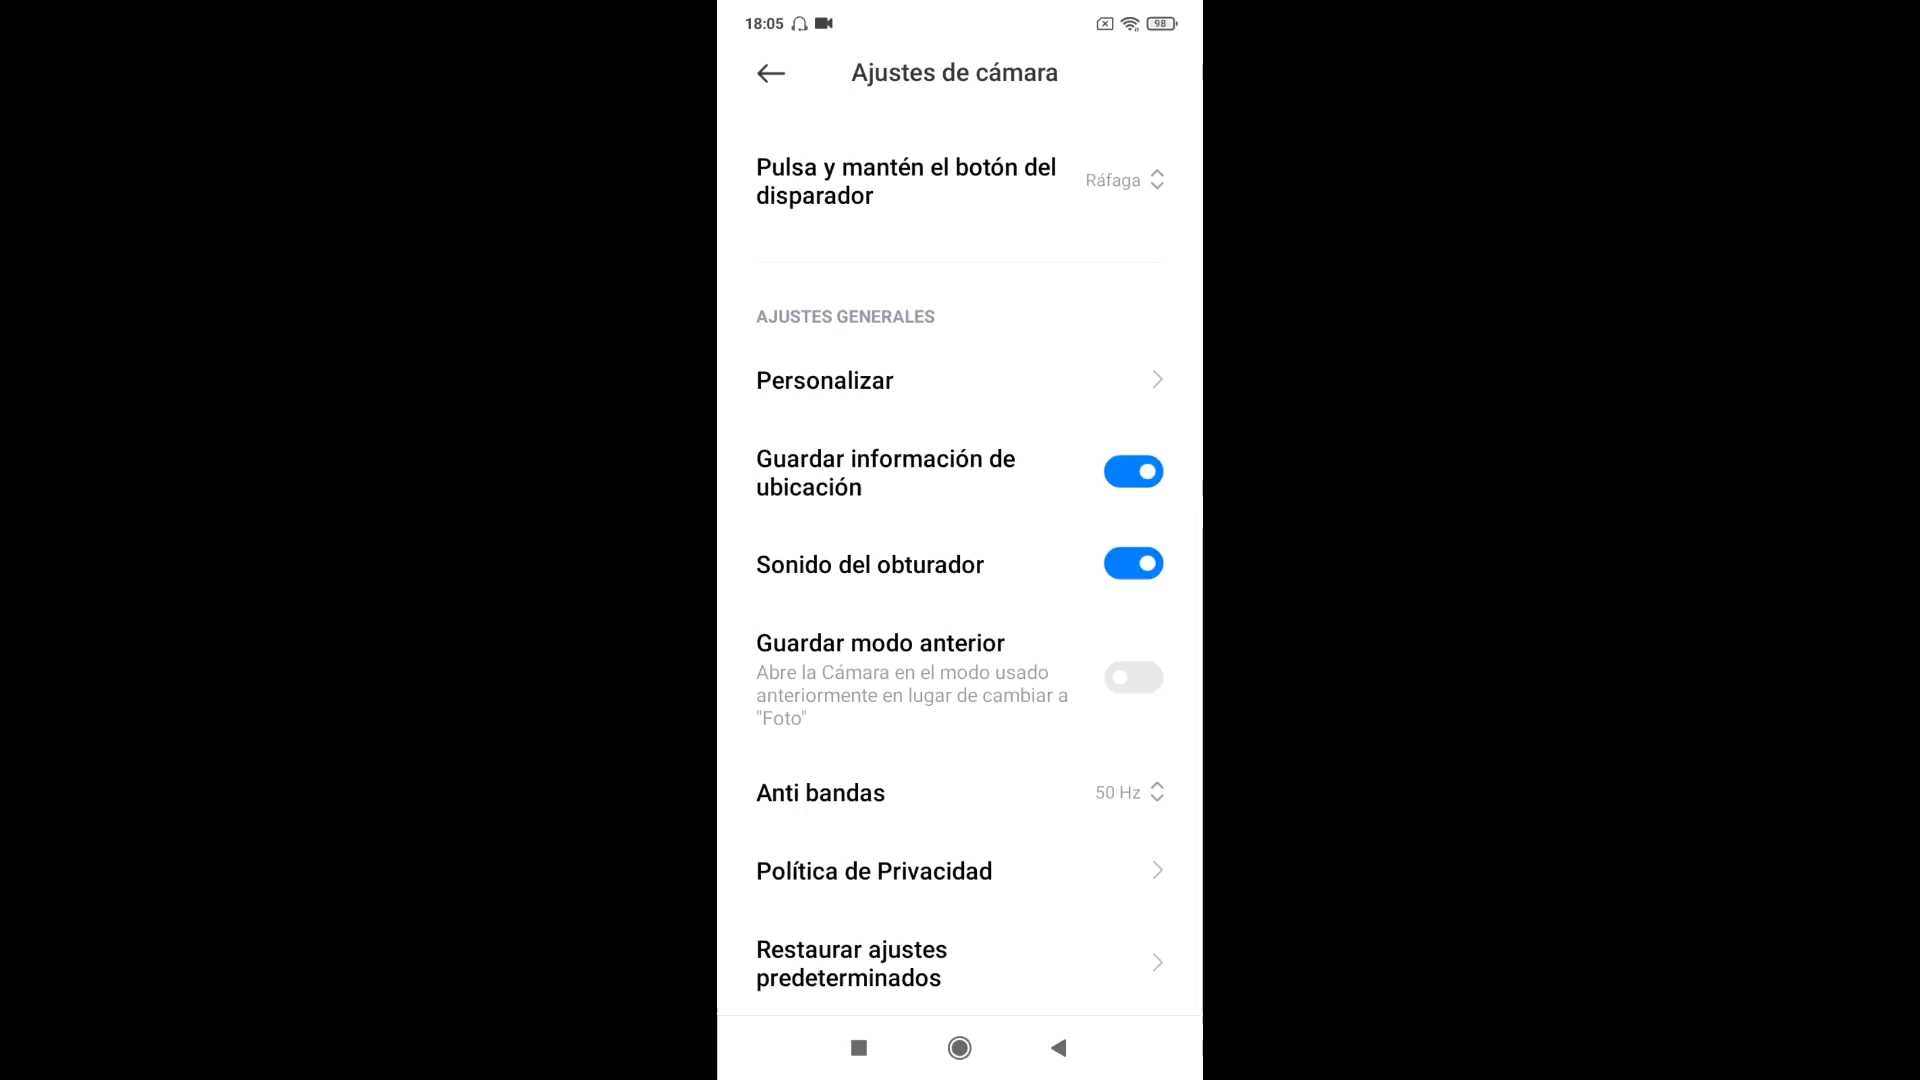 18:05
98
Ajustes de cámara
Pulsa y mantén el botón del
disparador
Ráfaga
AJUSTES GENERALES
Personalizar
Guardar información de
ubicación
Sonido del obturador
Guardar modo anterior
Abre la Cámara en el modo usado
anteriormente en lugar de cambiar a
"Foto"
Anti bandas
50 Hz
Política de Privacidad
Restaurar ajustes
predeterminados